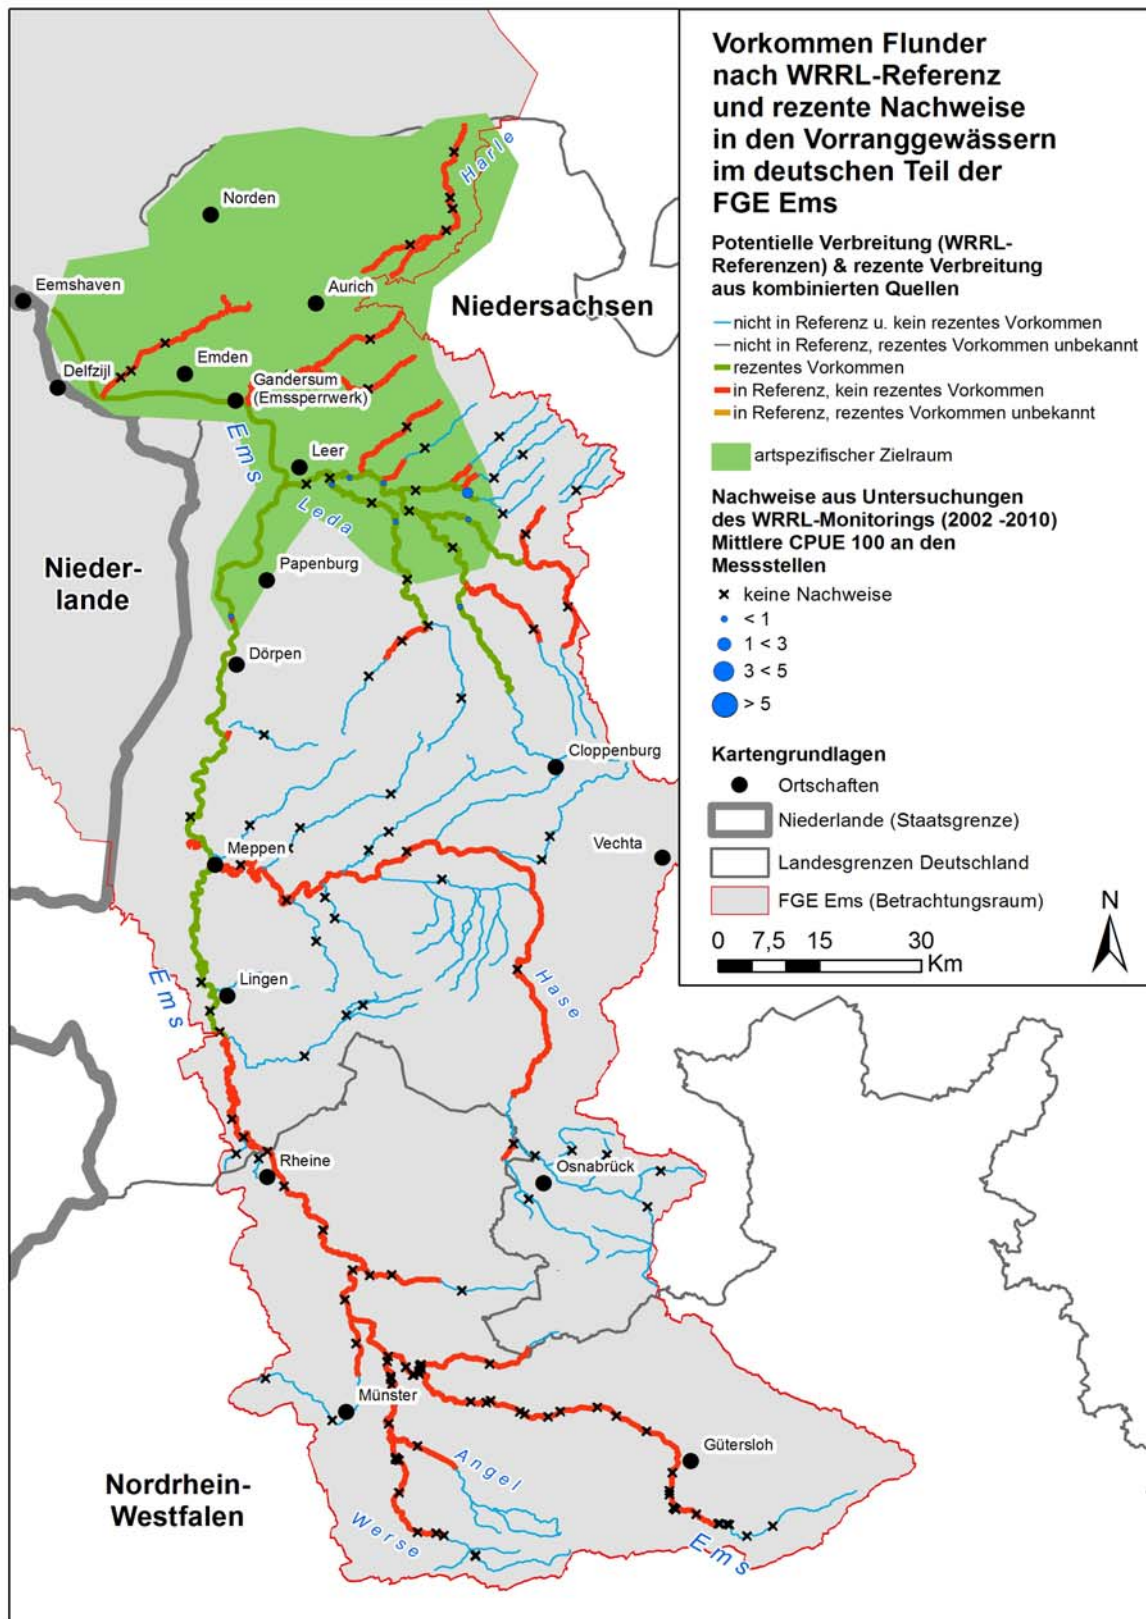 Vorkommen Flunder
nach WRRL-Referenz
und rezente Nachweise
in den Vorranggewässern
im deutschen Teil der
FGE Ems
Potentielle Verbreitung (WRRL-
Referenzen) & rezente Verbreitung
aus kombinierten Quellen
nicht in Referenz u. kein rezentes Vorkommen
nicht in Referenz, rezentes Vorkommen unbekannt
rezentes Vorkommen
in Referenz, kein rezentes Vorkommen
in Referenz, rezentes Vorkommen unbekannt
artspezifischer Zielraum
Nachweise aus Untersuchungen
des WRRL-Monitorings (2002 -2010)
Mittlere CPUE 100 an den
Messstellen
keine Nachweise
< 1
1 < 3
3 < 5
> 5
Kartengrundlagen
Ortschaften
Niederlande (Staatsgrenze)
Landesgrenzen Deutschland
FGE Ems (Betrachtungsraum)
0 7,5 15 30
Km
N
Harle
Norden
Eemshaven
Aurich
Niedersachsen
Emden
Delfzijl
Gandersum
(Emssperrwerk)
Ems
Leer
Leda
Papenburg
Nieder-
lande
Dörpen
Cloppenburg
Meppen
Vechta
Lingen
Ems
Hase
Rheine
Osnabrück
Münster
Gütersloh
Angel
Nordrhein-
Westfalen
Werse
Ems